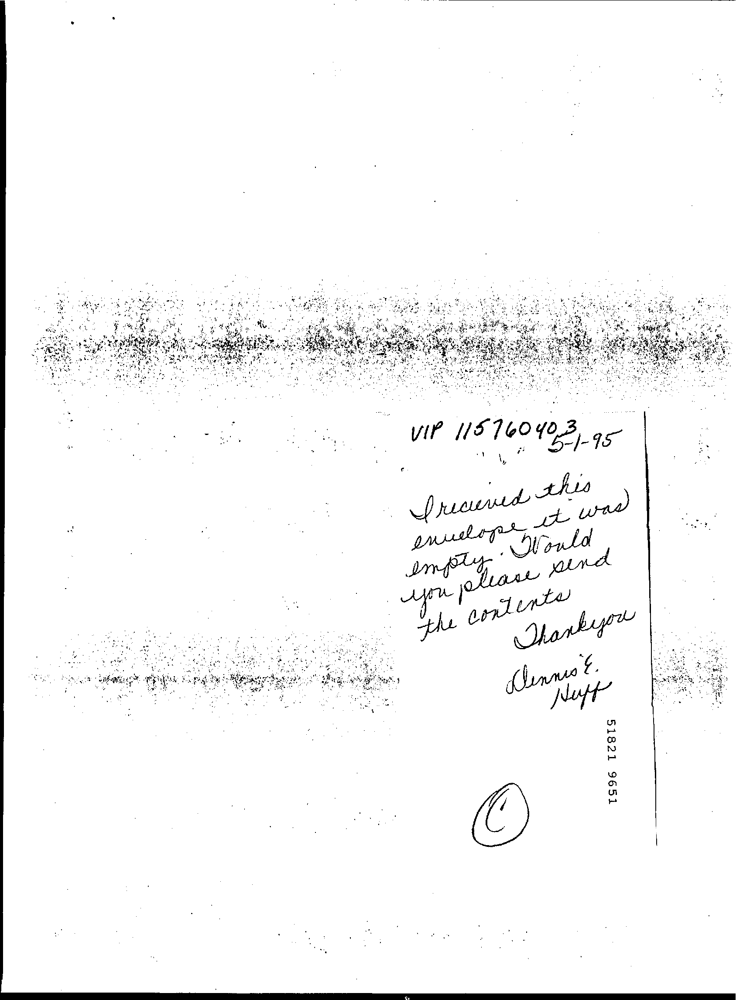 VIP 115760403
5-1-95
I recieved this
envelope it was
empty. Would
you please send
the contents
Thankyou
Dennis E.
Huff
51821 9651
C